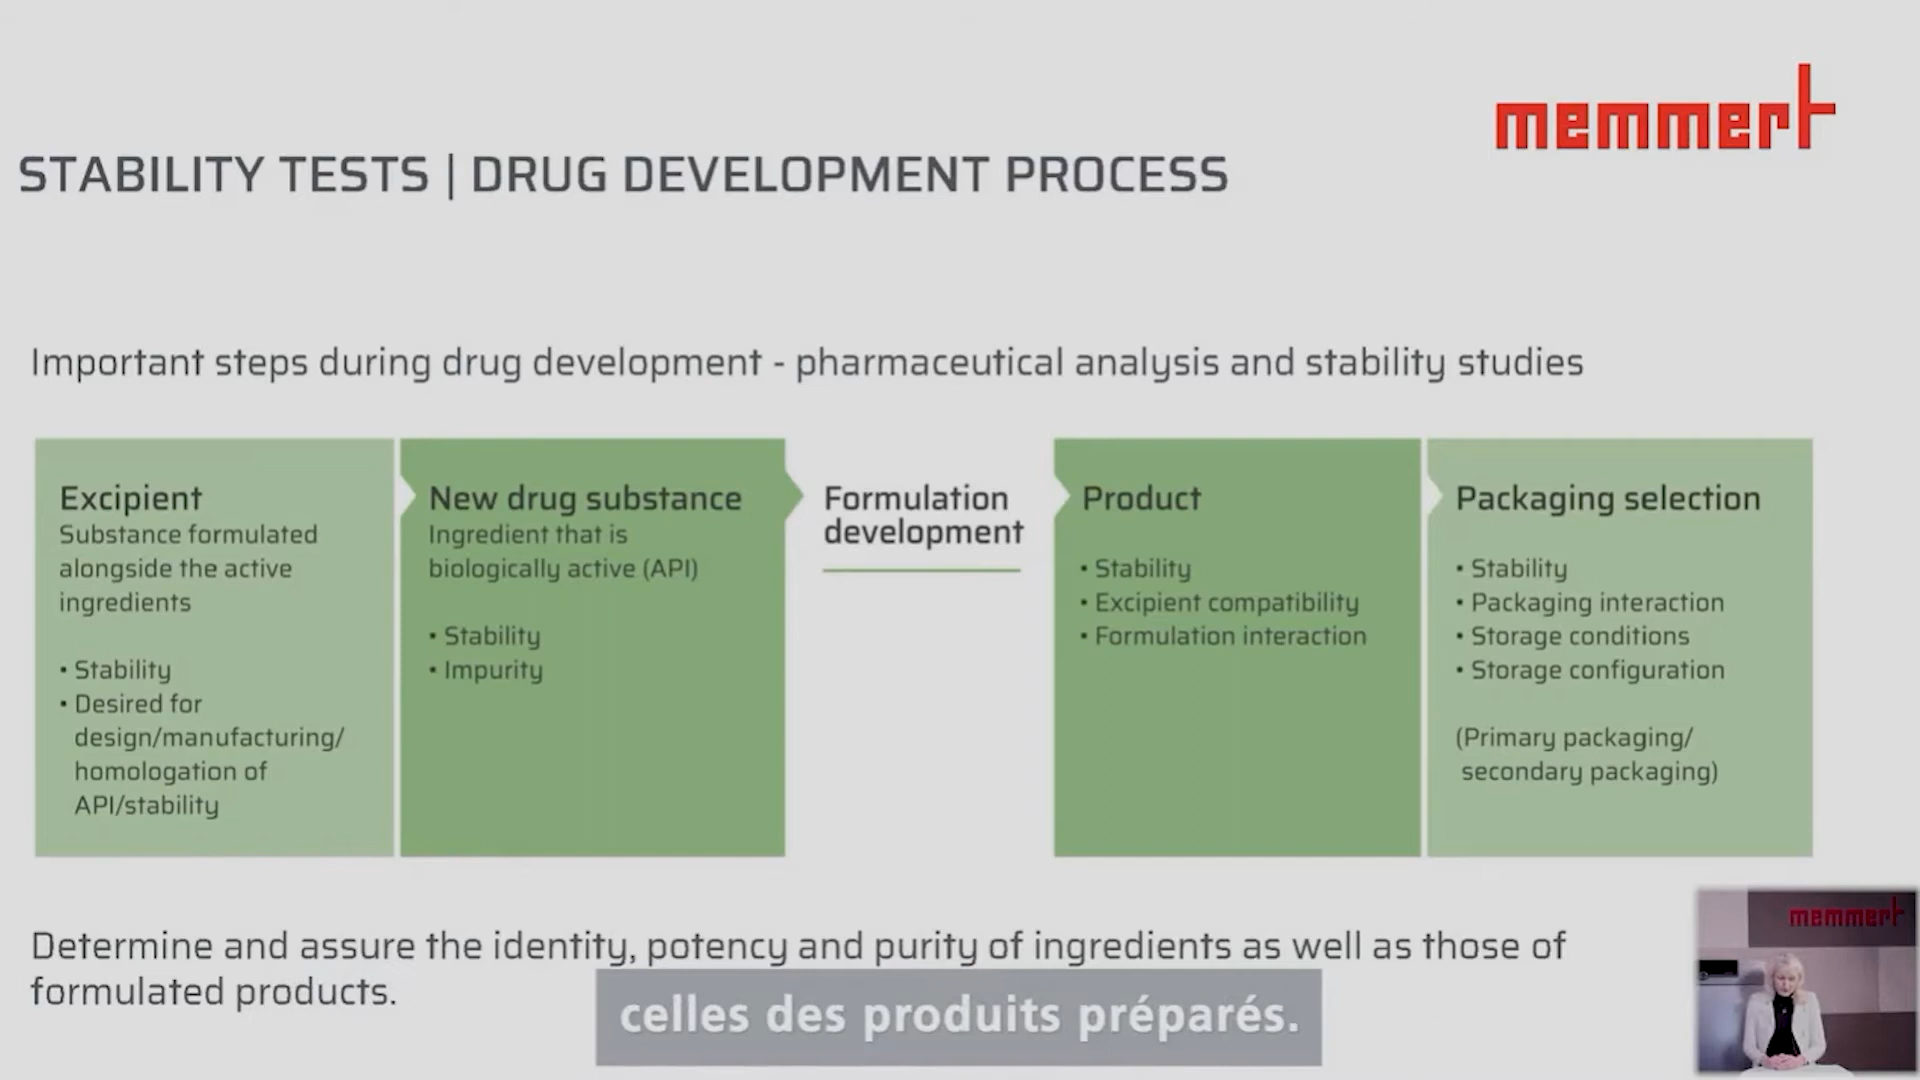 memmert
STABILITY TESTS | DRUG DEVELOPMENT PROCESS
Important steps during drug development - pharmaceutical analysis and stability studies
Excipient
Substance formulated
alongside the active
ingredients
• Stability
• Desired for
design/manufacturing/
homologation of
API/stability
New drug substance
Ingredient that is
biologically active (API)
• Stability
• Impurity
Formulation
development
Product
• Stability
• Excipient compatibility
• Formulation interaction
Packaging selection
• Stability
• Packaging interaction
• Storage conditions
• Storage configuration
(Primary packaging/
secondary packaging)
Determine and assure the identity, potency and purity of ingredients as well as those of
formulated products.
celles des produits préparés.
memmert